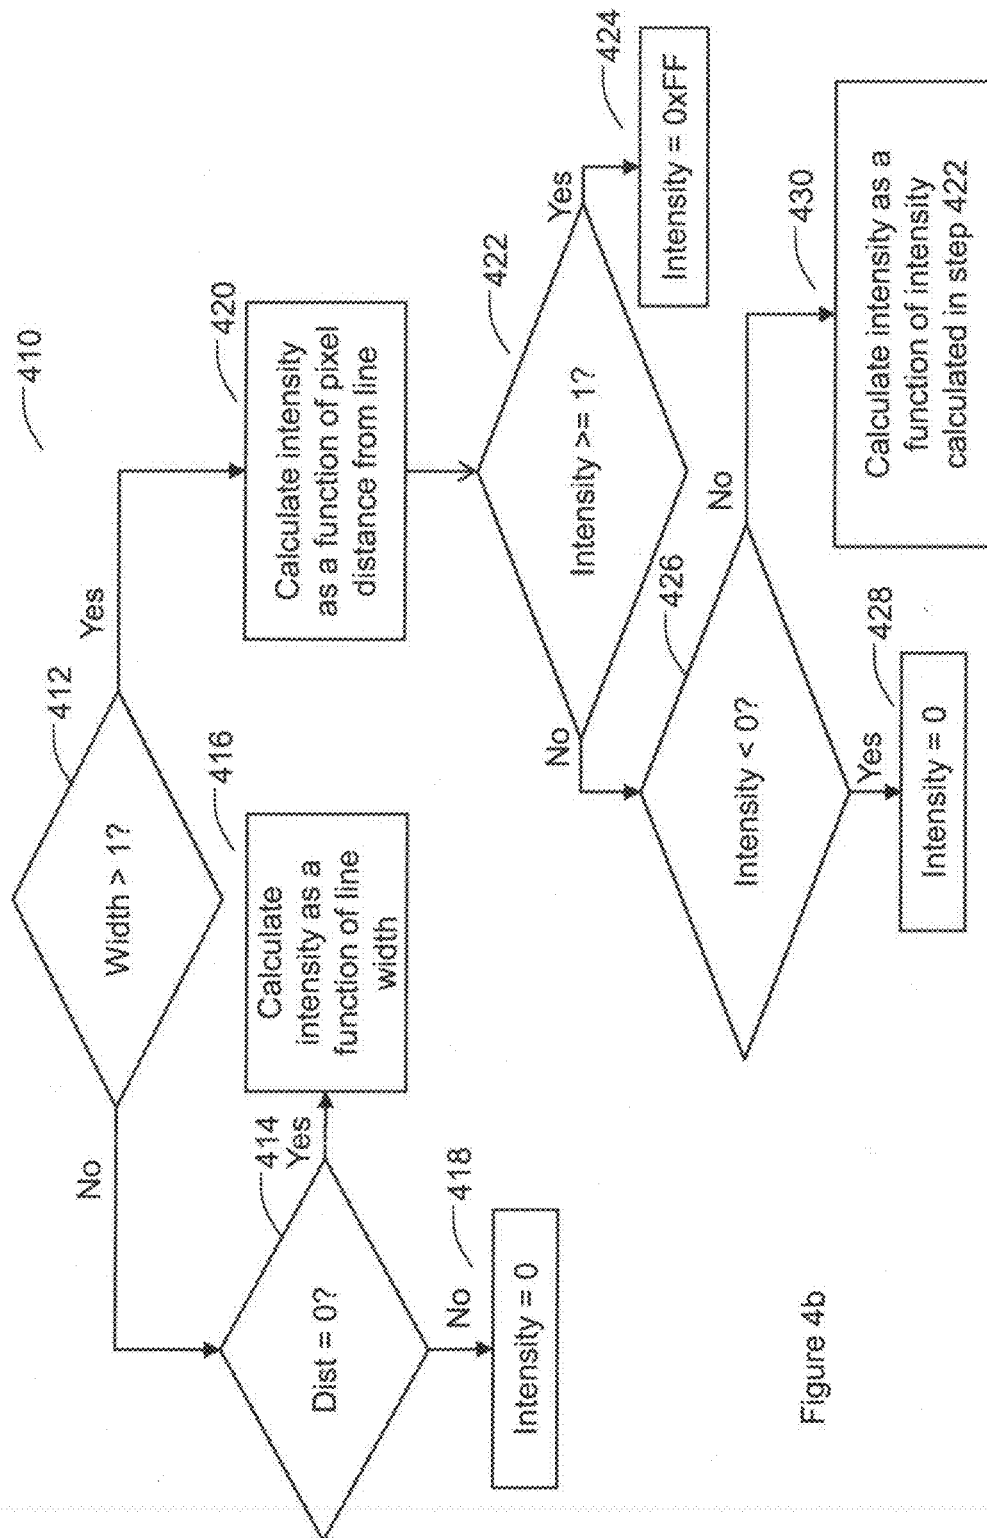 410
412
Width > 1?
No
Yes
414
Dist = 0?
Yes
416
Calculate
intensity as a
function of line
width
No
418
Intensity = 0
420
Calculate intensity
as a function of pixel
distance from line
422
Intensity >= 1?
Yes
424
Intensity = 0xFF
No
426
Intensity < 0?
Yes
428
Intensity = 0
No
430
Calculate intensity as a
function of intensity
calculated in step 422
Figure 4b